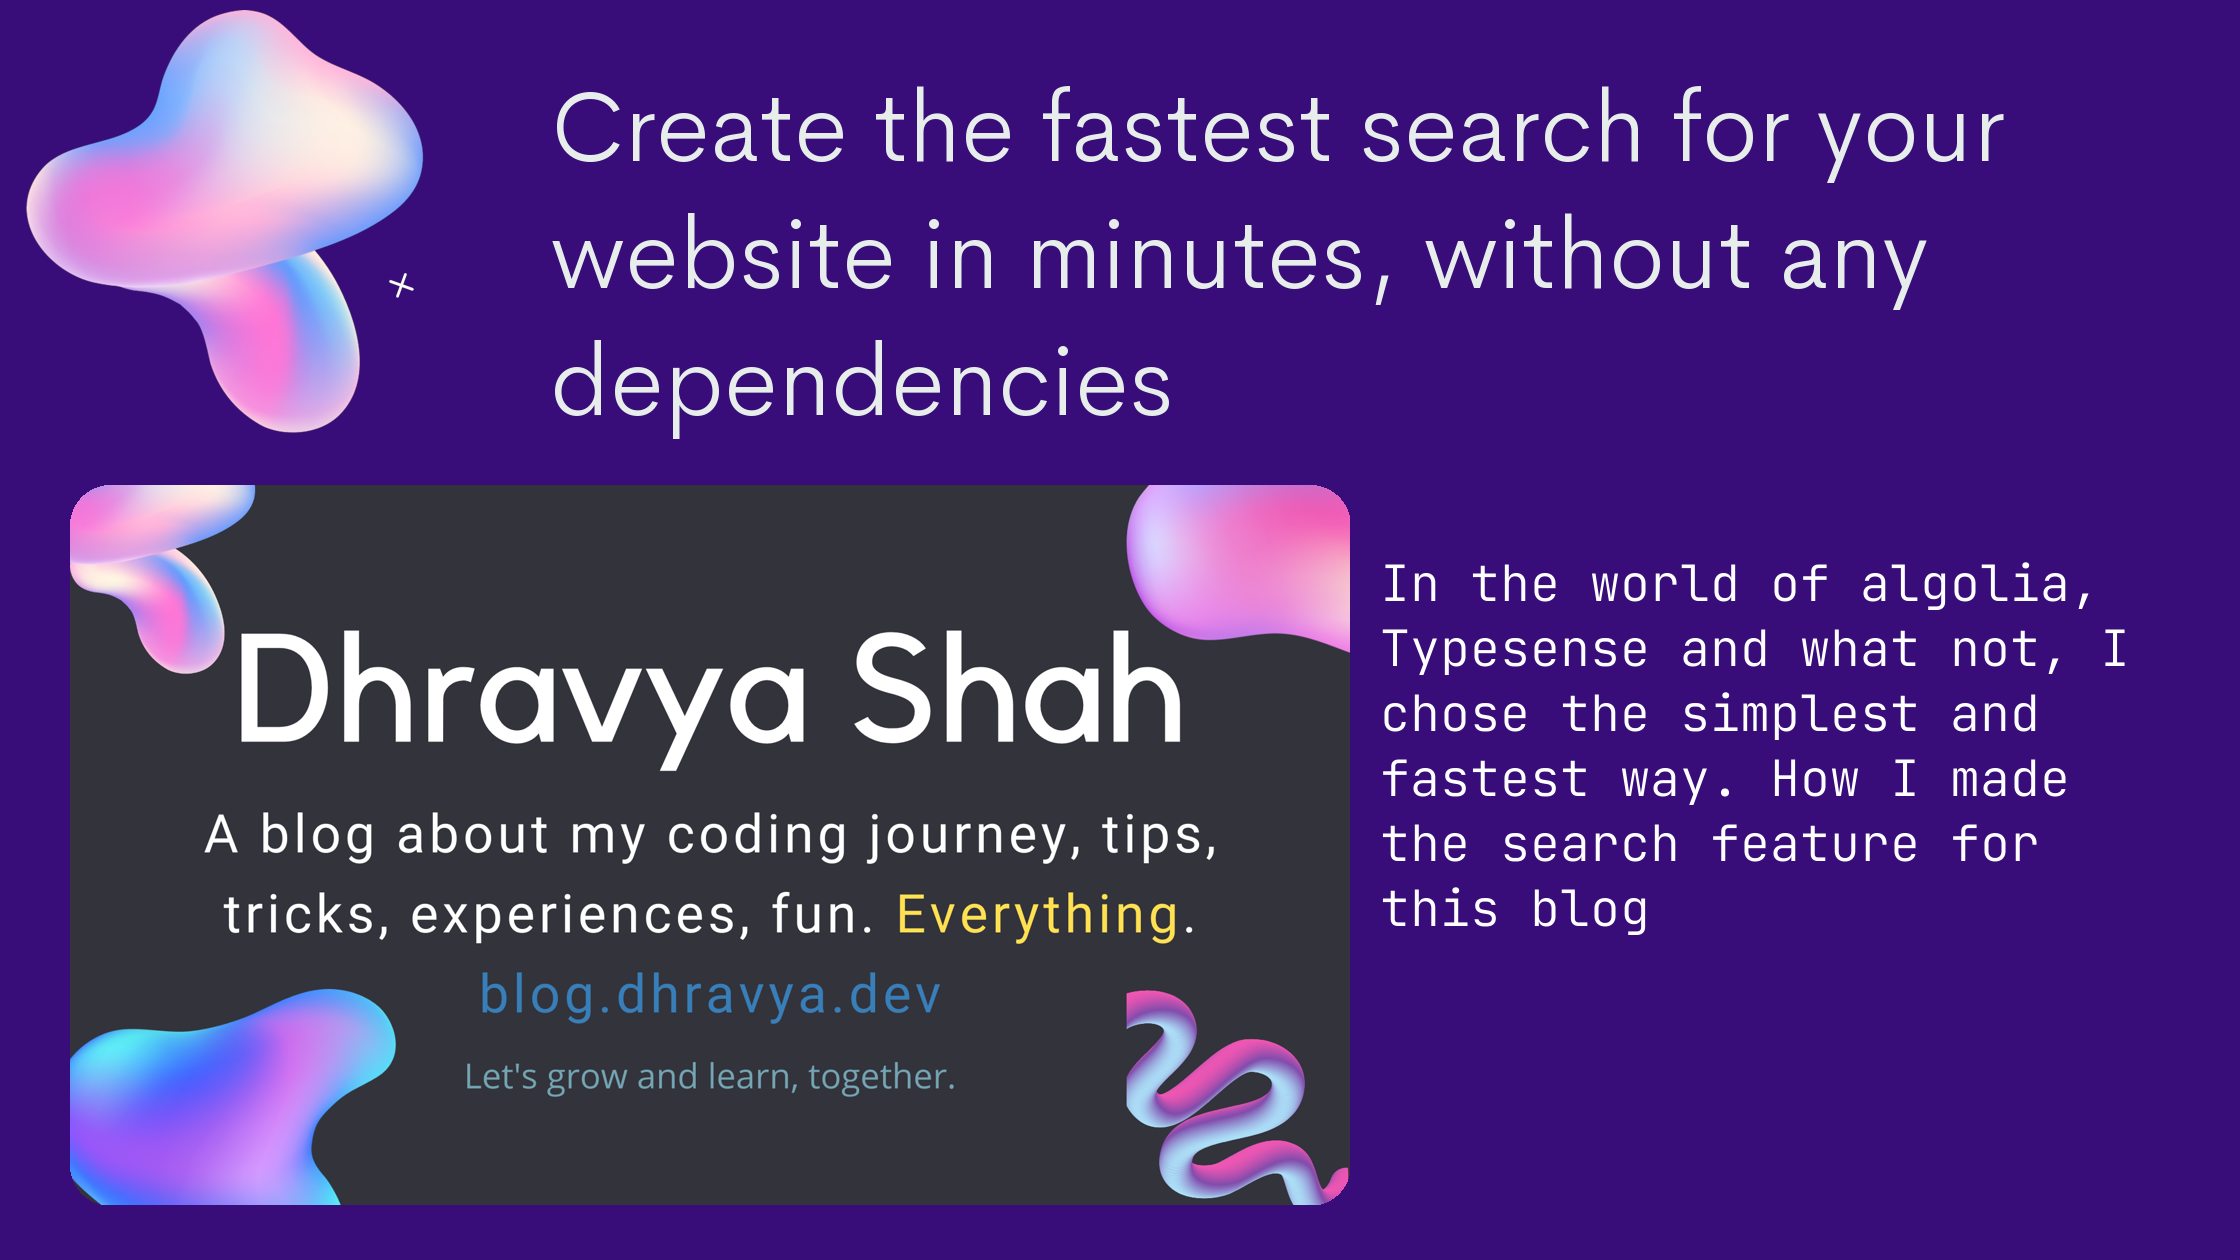 Create the fastest search for your
website in minutes, without any
dependencies
Dhravya Shah
A blog about my coding journey, tips,
tricks, experiences, fun. Everything.
blog.dhravya.dev
Let's grow and learn, together.
In the world of algolia,
Typesense and what not, I
chose the simplest and
fastest way. How I made
the search feature for
this blog